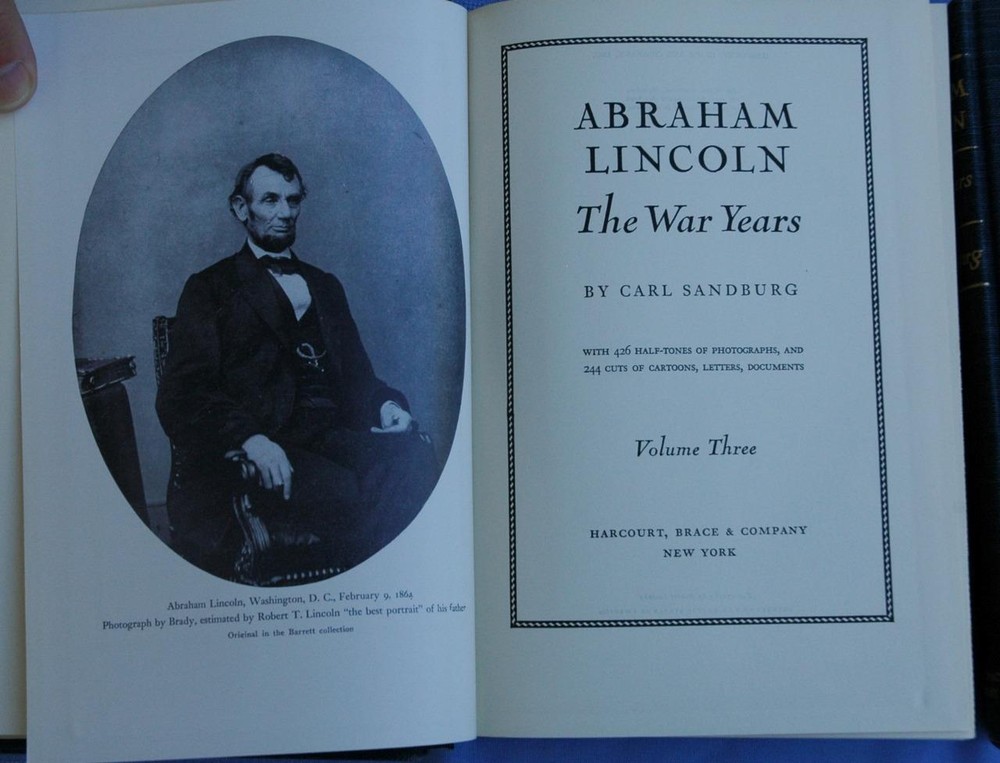 Abraham Lincoln, Washington, D. C., February 9, 1864
Photograph by Brady, estimated by Robert T. Lincoln "the best portrait" of his father
Original in the Barrett collection
ABRAHAM
LINCOLN
The War Years
BY CARL SANDBURG
WITH 426 HALF-TONES OF PHOTOGRAPHS, AND
244 CUTS OF CARTOONS, LETTERS, DOCUMENTS
Volume Three
HARCOURT, BRACE & COMPANY
NEW YORK
M
N
rs
rg